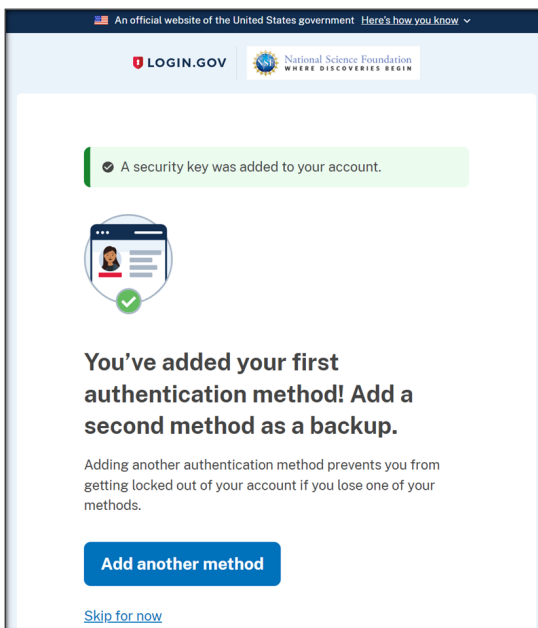 An official website of the United States government Here's how you know
LOGIN.GOV
National Science Foundation
WHERE DISCOVERIES BEGIN
A security key was added to your account.
You've added your first
authentication method! Add a
second method as a backup.
Adding another authentication method prevents you from
getting locked out of your account if you lose one of your
methods.
Add another method
Skip for now